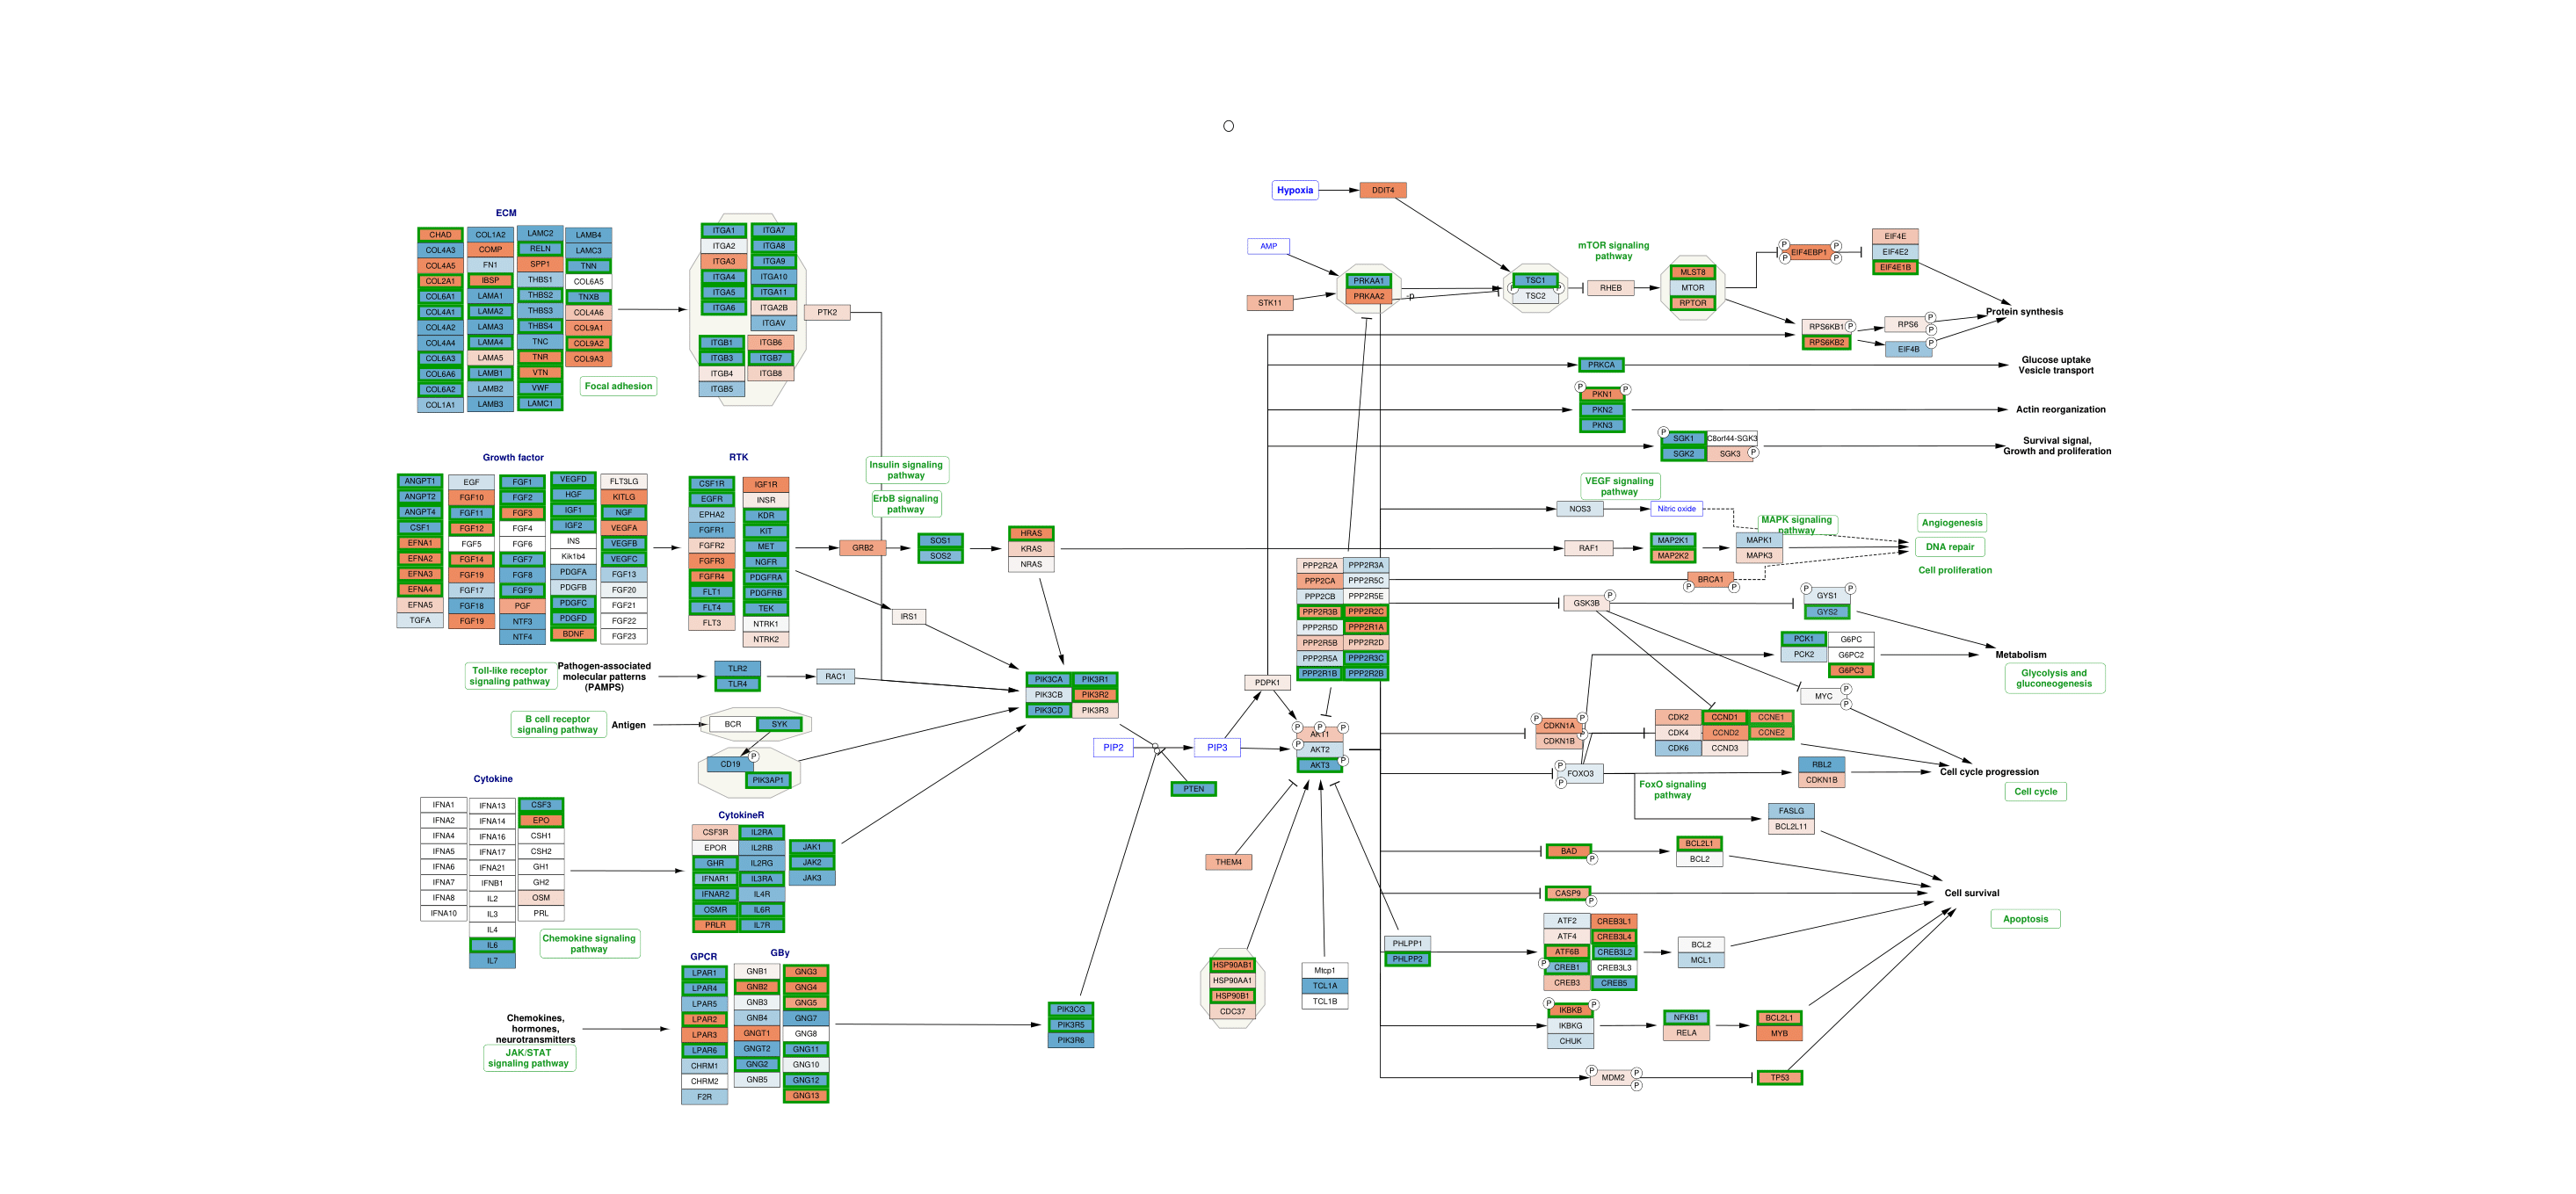 Hypoxia
DDIT4
ECM
CHAD
COL4A3
COL4A5
COL2A1
COL6A1
COL4A1
COL4A2
COL4A4
COL6A3
COL6A6
COL6A2
COL1A1
COL1A2
COMP
FN1
IBSP
LAMA1
LAMA2
LAMA3
LAMA4
LAMA5
LAMB1
LAMB2
LAMB3
LAMC2
RELN
SPP1
THBS1
THBS2
THBS3
THBS4
TNC
TNR
VTN
VWF
LAMC1
LAMB4
LAMC3
TNN
COL6A5
TNXB
COL4A6
COL9A1
COL9A2
COL9A3
Focal adhesion
ITGA1
ITGA2
ITGA3
ITGA4
ITGA5
ITGA6
ITGA7
ITGA8
ITGA9
ITGA10
ITGA11
ITGA2B
ITGAV
ITGB1
ITGB3
ITGB4
ITGB5
ITGB6
ITGB7
ITGB8
PTK2
AMP
STK11
PRKAA1
PRKAA2
-p
TSC1
P
P
TSC2
RHEB
mTOR signaling
pathway
MLST8
MTOR
RPTOR
P
P
EIF4EBP1
P
P
EIF4E
EIF4E2
EIF4E1B
RPS6KB1
P
RPS6KB2
RPS6
P
P
EIF4B
P
Protein synthesis
PRKCA
Glucose uptake
Vesicle transport
P
P
PKN1
PKN2
PKN3
Actin reorganization
P
SGK1
C8orf44-SGK3
SGK2
SGK3
P
Survival signal,
Growth and proliferation
Growth factor
ANGPT1
ANGPT2
ANGPT4
CSF1
EFNA1
EFNA2
EFNA3
EFNA4
EFNA5
TGFA
EGF
FGF10
FGF11
FGF12
FGF5
FGF14
FGF19
FGF17
FGF18
FGF19
FGF1
FGF2
FGF3
FGF4
FGF6
FGF7
FGF8
FGF9
PGF
NTF3
NTF4
VEGFD
HGF
IGF1
IGF2
INS
Kik1b4
PDGFA
PDGFB
PDGFC
PDGFD
BDNF
FLT3LG
KITLG
NGF
VEGFA
VEGFB
VEGFC
FGF13
FGF20
FGF21
FGF22
FGF23
RTK
CSF1R
EGFR
EPHA2
FGFR1
FGFR2
FGFR3
FGFR4
FLT1
FLT4
FLT3
IGF1R
INSR
KDR
KIT
MET
NGFR
PDGFRA
PDGFRB
TEK
NTRK1
NTRK2
Insulin signaling
pathway
ErbB signaling
pathway
GRB2
SOS1
SOS2
HRAS
KRAS
NRAS
IRS1
VEGF signaling
pathway
NOS3
Nitric oxide
MAPK signaling
pathway
RAF1
MAP2K1
MAP2K2
MAPK1
MAPK3
BRCA1
P
P
Angiogenesis
DNA repair
Cell proliferation
PPP2R2A
PPP2CA
PPP2CB
PPP2R3B
PPP2R5D
PPP2R5B
PPP2R5A
PPP2R1B
PPP2R3A
PPP2R5C
PPP2R5E
PPP2R2C
PPP2R1A
PPP2R2D
PPP2R3C
PPP2R2B
GSK3B
P
P
P
GYS1
GYS2
PCK1
PCK2
G6PC
G6PC2
G6PC3
Metabolism
Glycolysis and
gluconeogenesis
MYC
P
P
Toll-like receptor
signaling pathway
Pathogen-associated
molecular patterns
(PAMPS)
TLR2
TLR4
RAC1
PIK3CA
PIK3CB
PIK3CD
PIK3R1
PIK3R2
PIK3R3
PDPK1
B cell receptor
signaling pathway
Antigen
BCR
SYK
CD19
P
PIK3AP1
PIP2
PIP3
P
P
P
AKT1
P
AKT2
AKT3
P
PTEN
P
P
CDKN1A
P
CDKN1B
CDK2
CDK4
CDK6
CCND1
CCND2
CCND3
CCNE1
CCNE2
P
FOXO3
P
FoxO signaling
pathway
RBL2
CDKN1B
Cell cycle progression
Cell cycle
FASLG
BCL2L11
Cytokine
IFNA1
IFNA2
IFNA4
IFNA5
IFNA6
IFNA7
IFNA8
IFNA10
IFNA13
IFNA14
IFNA16
IFNA17
IFNA21
IFNB1
IL2
IL3
IL4
IL6
IL7
CSF3
EPO
CSH1
CSH2
GH1
GH2
OSM
PRL
Chemokine signaling
pathway
CytokineR
CSF3R
EPOR
GHR
IFNAR1
IFNAR2
OSMR
PRLR
IL2RA
IL2RB
IL2RG
IL3RA
IL4R
IL6R
IL7R
JAK1
JAK2
JAK3
THEM4
BAD
P
BCL2L1
BCL2
CASP9
P
Cell survival
Apoptosis
GPCR
LPAR1
LPAR4
LPAR5
LPAR2
LPAR3
LPAR6
CHRM1
CHRM2
F2R
GBy
GNB1
GNB2
GNB3
GNB4
GNGT1
GNGT2
GNG2
GNB5
GNG3
GNG4
GNG5
GNG7
GNG8
GNG11
GNG10
GNG12
GNG13
Chemokines,
hormones,
neurotransmitters
JAK/STAT
signaling pathway
PIK3CG
PIK3R5
PIK3R6
HSP90AB1
HSP90AA1
HSP90B1
CDC37
Mtcp1
TCL1A
TCL1B
PHLPP1
PHLPP2
ATF2
ATF4
ATF6B
P
CREB1
CREB3
CREB3L1
CREB3L4
CREB3L2
CREB3L3
CREB5
BCL2
MCL1
P
P
IKBKB
IKBKG
CHUK
NFKB1
RELA
BCL2L1
MYB
P
MDM2
P
P
TP53